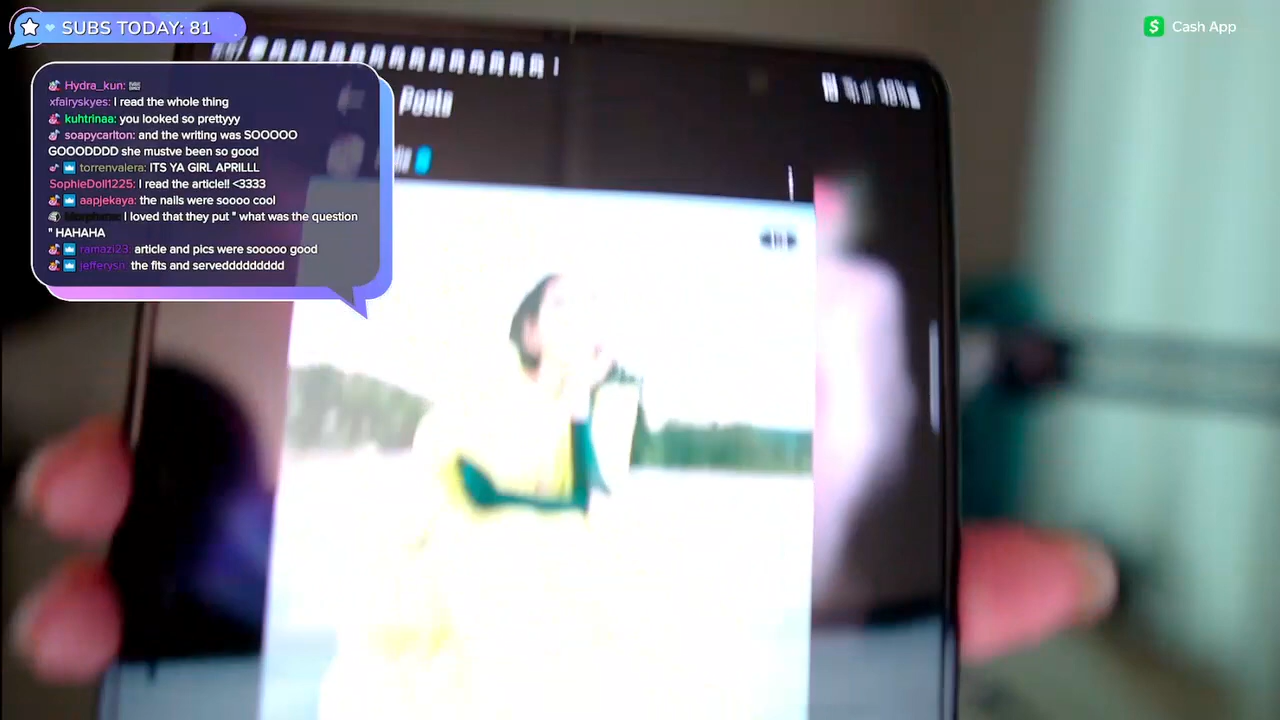 SUBS TODAY: 81
Cash App
Hydra_kun:
xfairyskyes: I read the whole thing
kuhtrinaa: you looked so prettyyy
soapycarlton: and the writing was SOOOOO
GOOODDDD she mustve been so good
torrenvalera: ITS YA GIRL APRILLL
SophieDoll1225: I read the article!! <3333
aapjekaya: the nails were soooo cool
I loved that they put " what was the question
" HAHAHA
ramazi23: article and pics were sooooo good
jefferysn: the fits and servedddddddddd
Posts